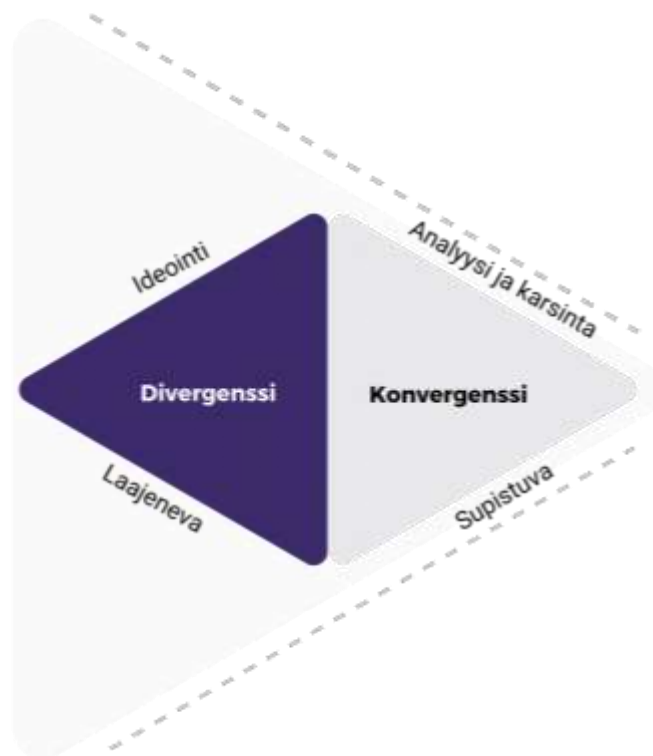 Ideointi
Analyysi ja karsinta
Divergenssi
Konvergenssi
Laajeneva
Supistuva